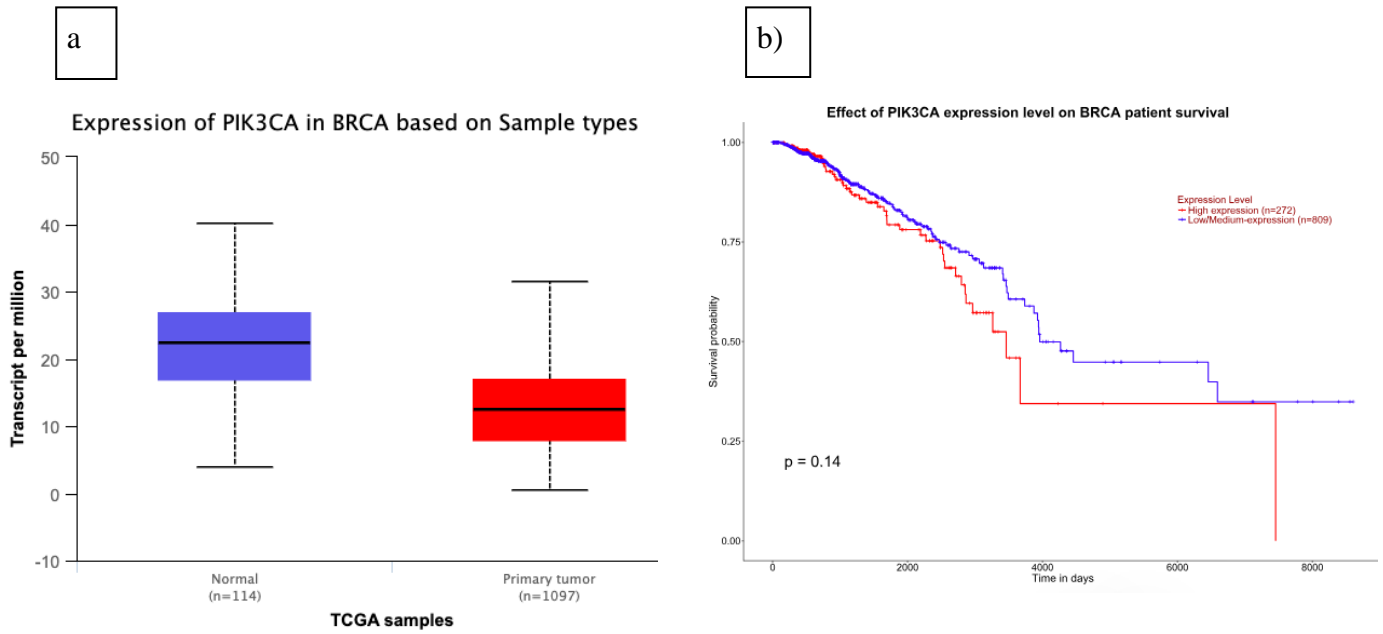 a
b)
Expression of PIK3CA in BRCA based on Sample types
50
40
30
20
10
0
-10
Transcript per million
Normal
(n=114)
Primary tumor
(n=1097)
TCGA samples
Effect of PIK3CA expression level on BRCA patient survival
1.00
0.75
0.50
0.25
0.00
Survival probability
Expression Level
High expression (n=272)
Low/Medium-expression (n=809)
p = 0.14
0
2000
4000
6000
8000
Time in days